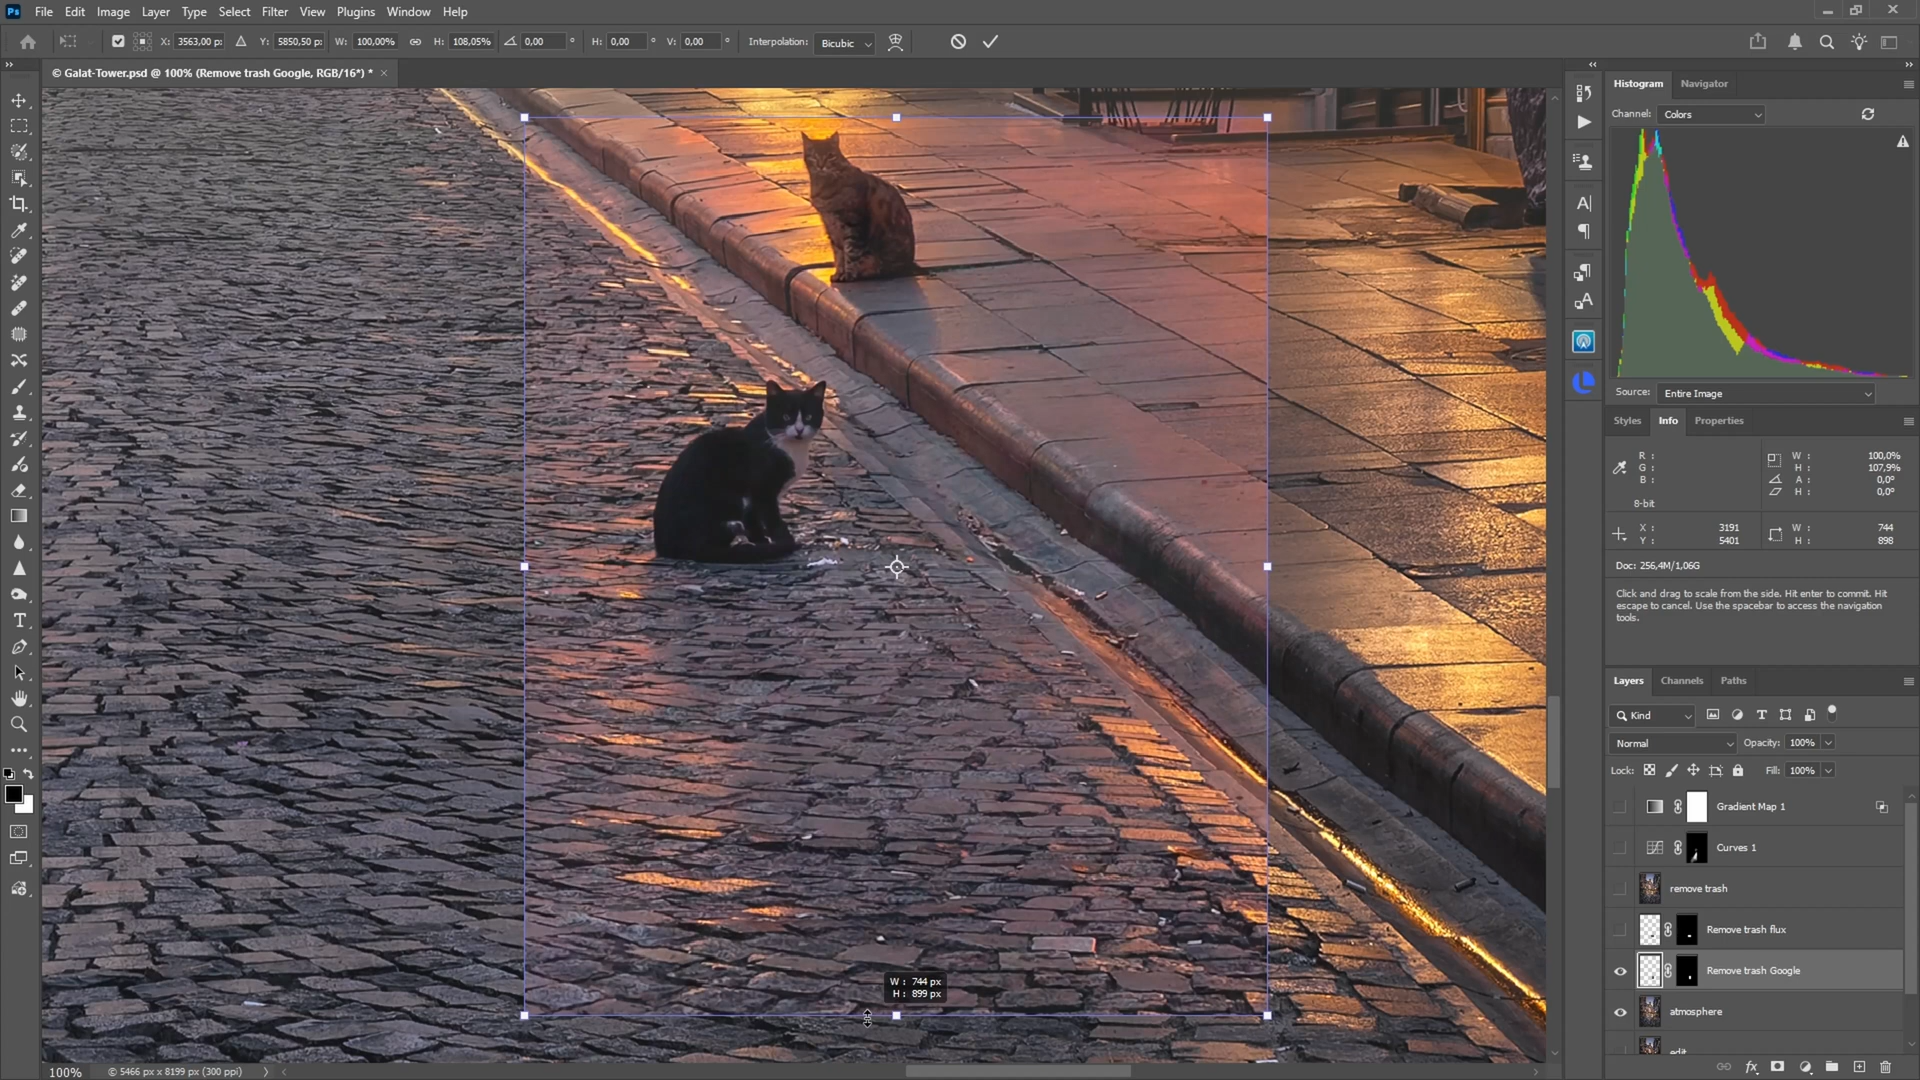 Ps File Edit Image Layer Type Select Filter View Plugins Window Help
X: 3563,00 p: Y: 5850,50 p: W: 100,00% H: 108,05% 0,00 ° H: 0,00 ° V: 0,00 ° Interpolation: Bicubic
© Galat-Tower.psd @ 100% (Remove trash Google, RGB/16*) * ×
Histogram Navigator
Channel: Colors
Source: Entire Image
Styles Info Properties
R : W : 100,0%
G : H : 107,9%
B : A : 0,0°
8-bit H : 0,0°
X : 3191 W : 744
Y : 5401 H : 898
Doc: 256,4M/1,06G
Click and drag to scale from the side. Hit enter to commit. Hit
escape to cancel. Use the spacebar to access the navigation
tools.
Layers Channels Paths
Kind
Normal Opacity: 100%
Lock: Fill: 100%
Gradient Map 1
Curves 1
remove trash
Remove trash flux
Remove trash Google
atmosphere
edit
W : 744 px
H : 899 px
100% © 5466 px x 8199 px (300 ppi)